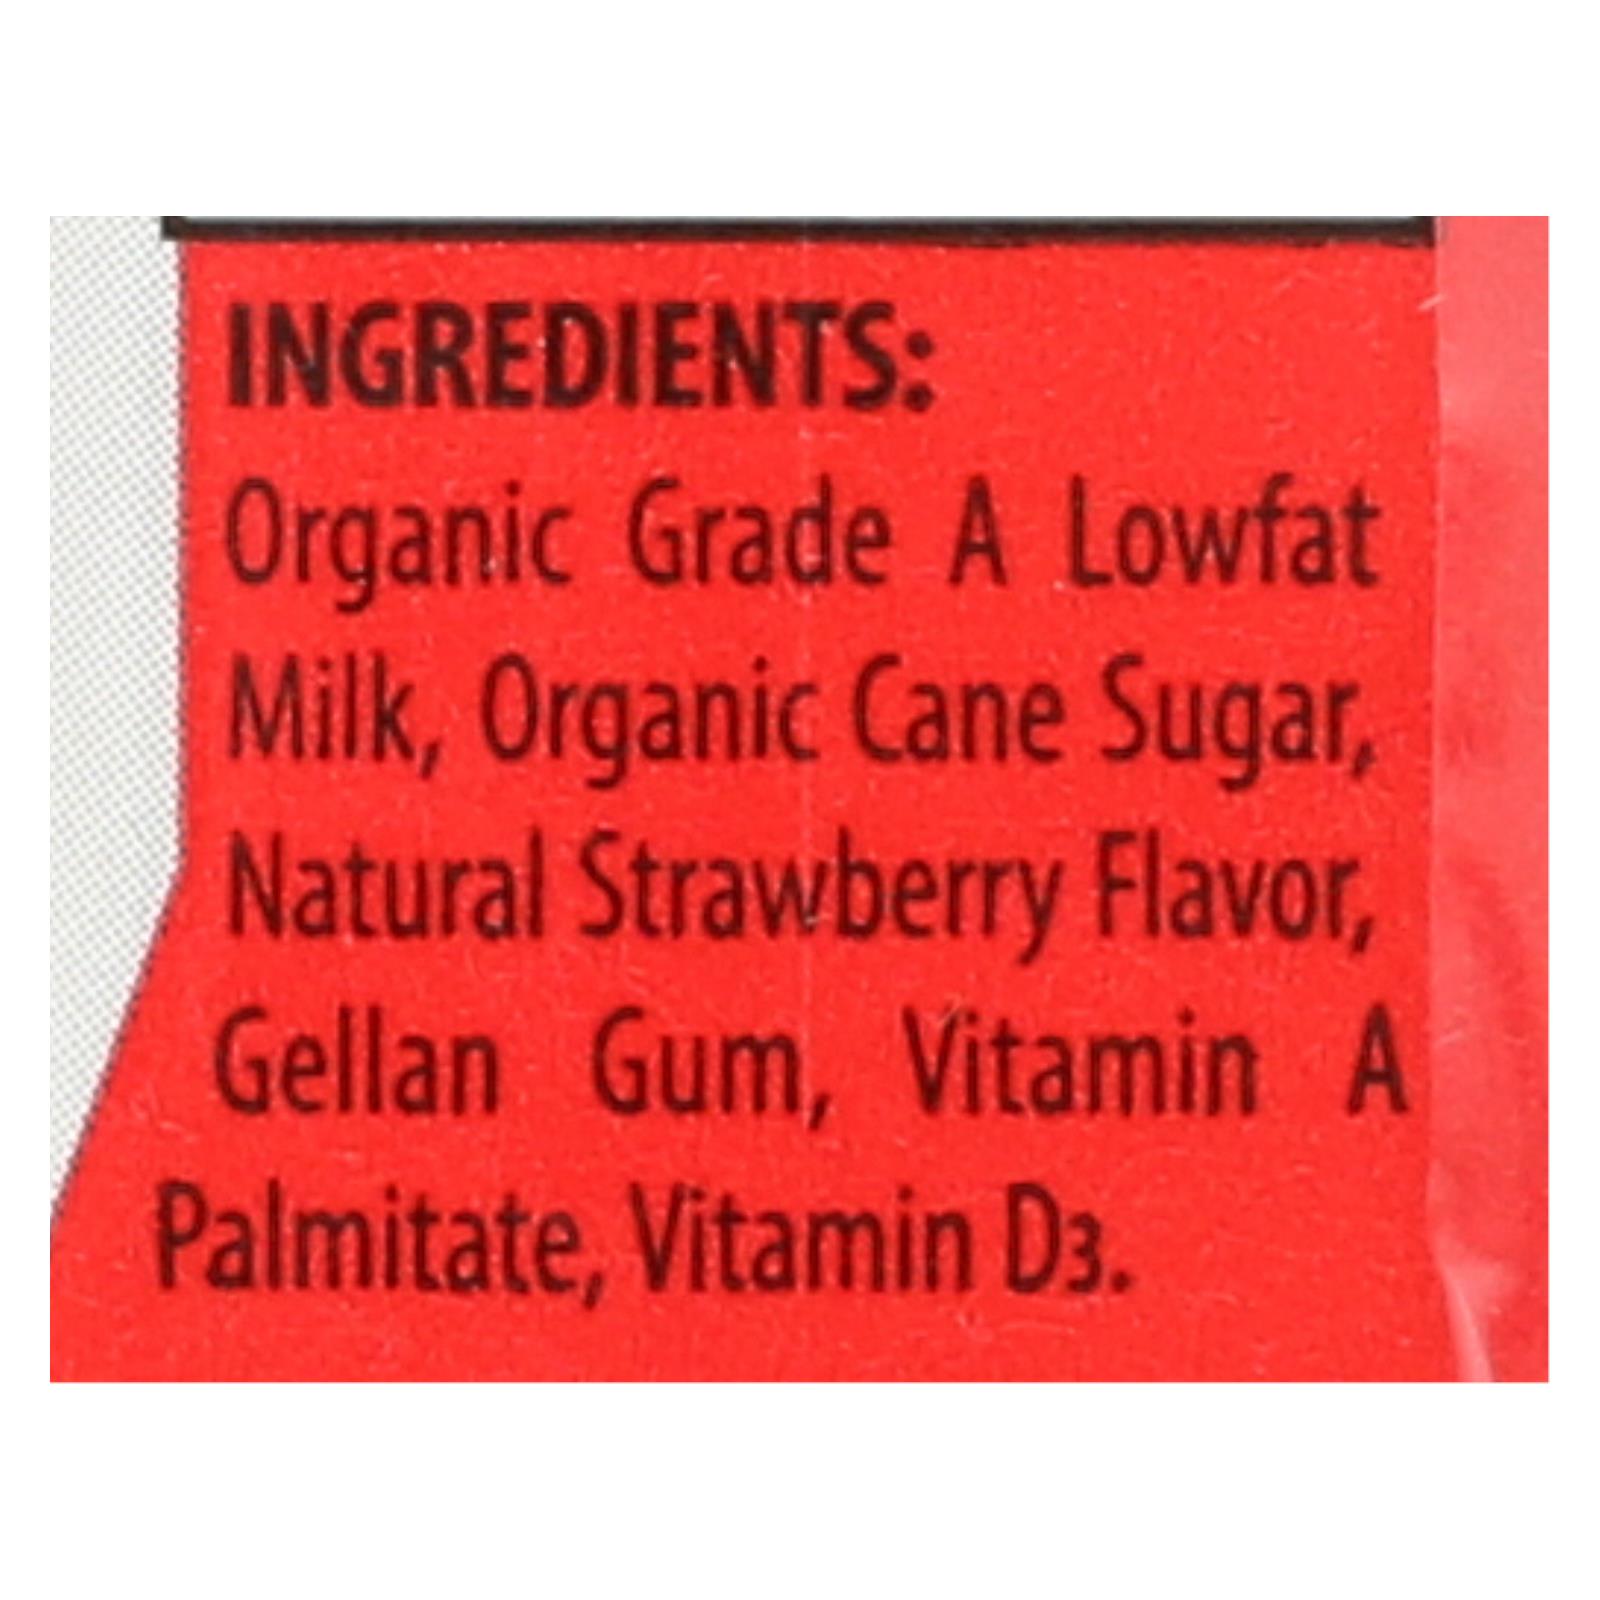 INGREDIENTS:
Organic Grade A Lowfat
Milk, Organic Cane Sugar,
Natural Strawberry Flavor,
Gellan Gum, Vitamin A
Palmitate, Vitamin D3.